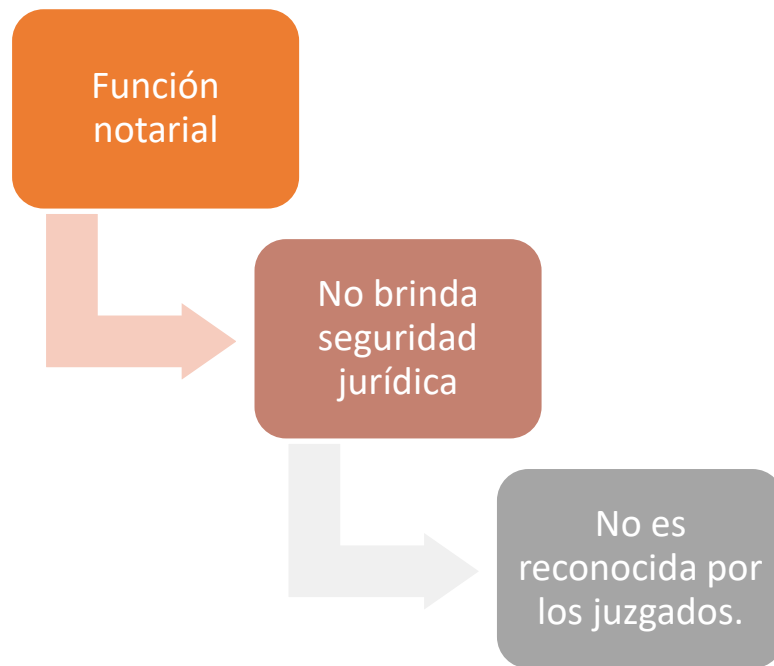 Función
notarial
No brinda
seguridad
jurídica
No es
reconocida por
los juzgados.